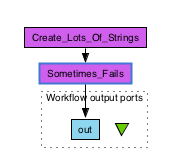 Create_Lots_Of_Strings
Sometimes_Fails
Workflow output ports
out